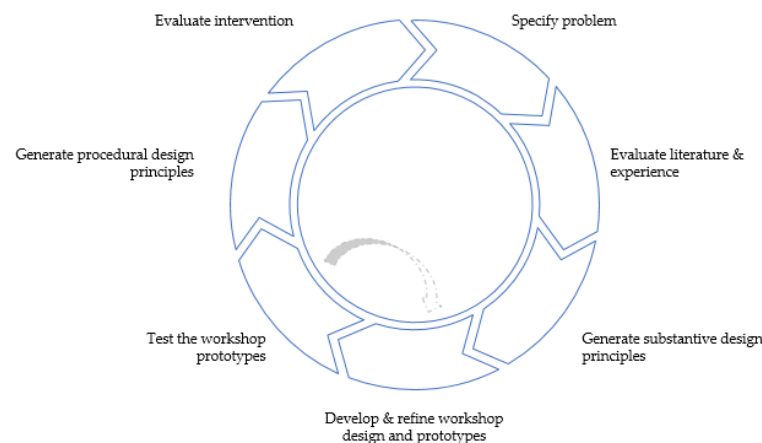 Specify problem
Evaluate literature &
experience
Generate substantive design
principles
Develop & refine workshop
design and prototypes
Test the workshop
prototypes
Generate procedural design
principles
Evaluate intervention